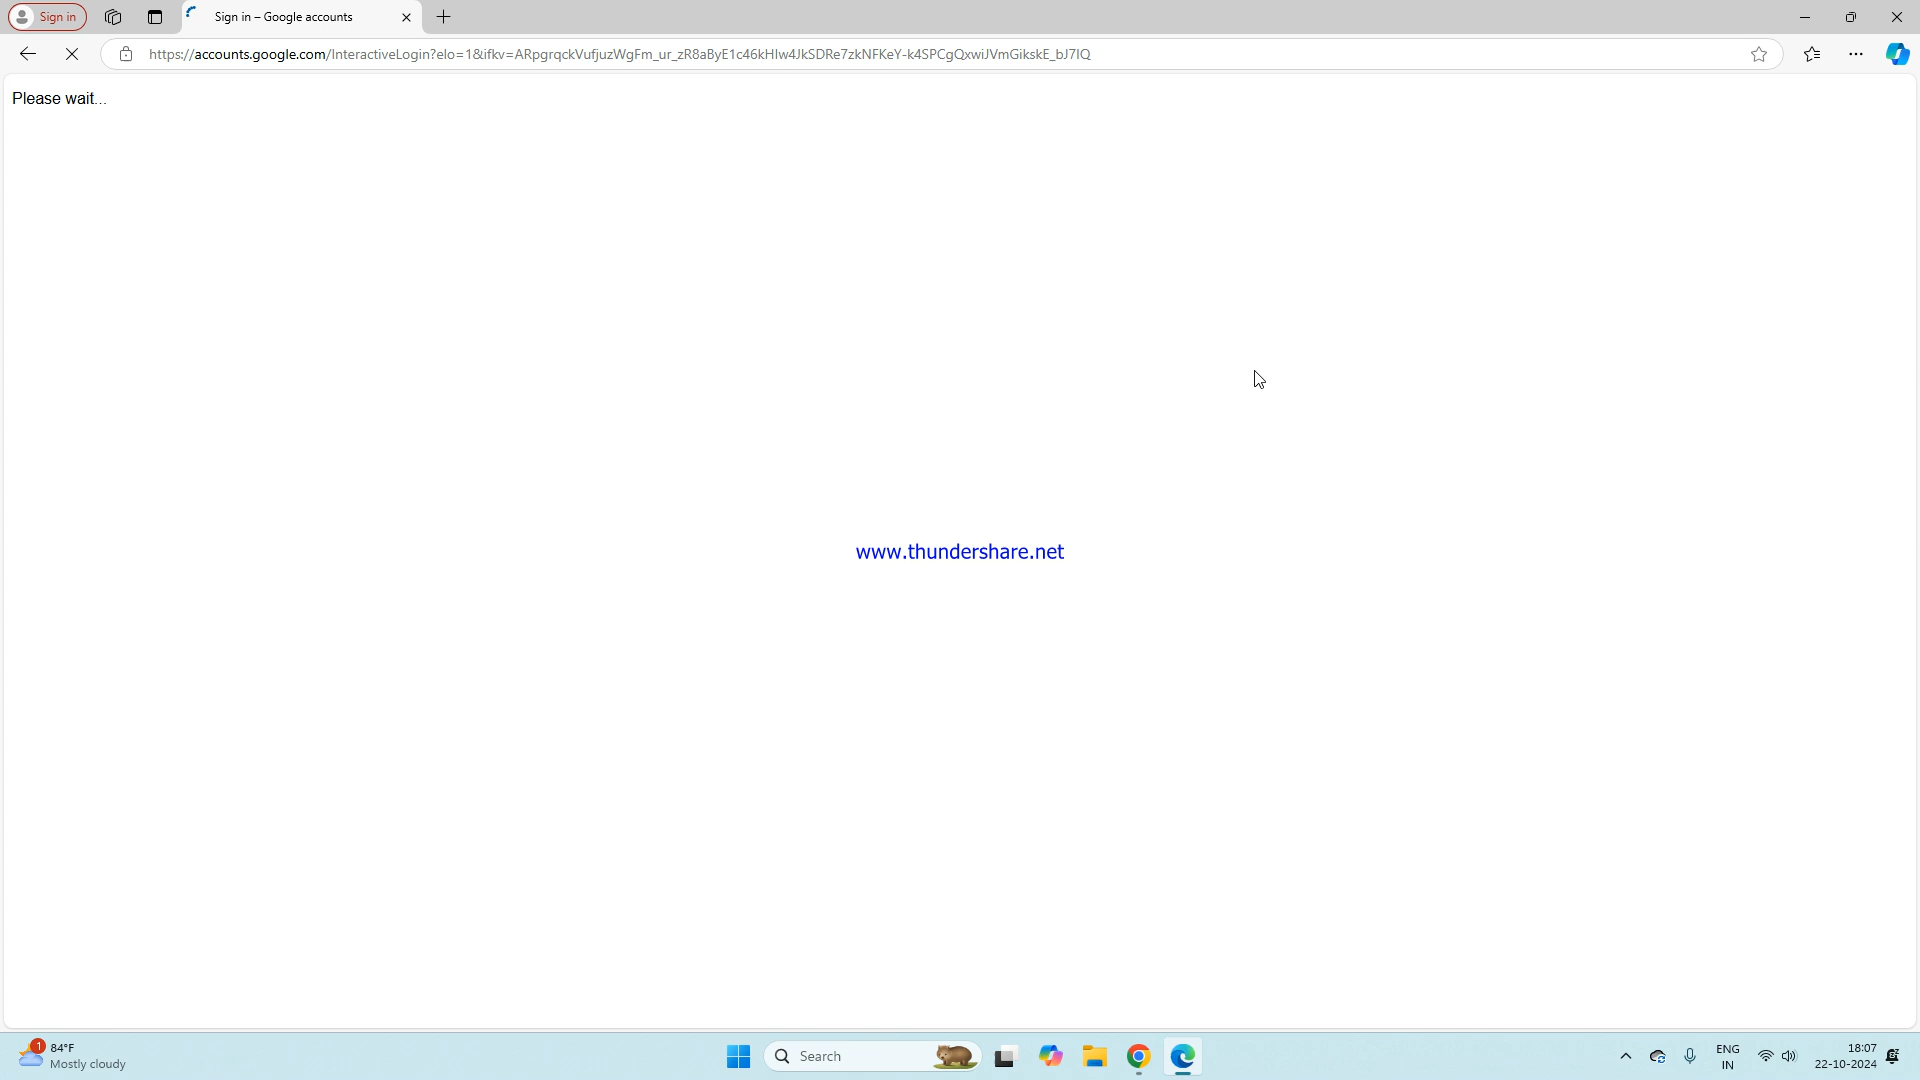 Sign in
Sign in – Google accounts
https://accounts.google.com/InteractiveLogin?elo=1&ifkv=ARpgrqckVufjuzWgFm_ur_zR8aByE1c46kHIw4JkSDRe7zkNFKeY-k4SPCgQxwiJVmGikskE_bJ7IQ
Please wait...
www.thundershare.net
1
84°F
Mostly cloudy
Search
ENG
IN
18:07
22-10-2024